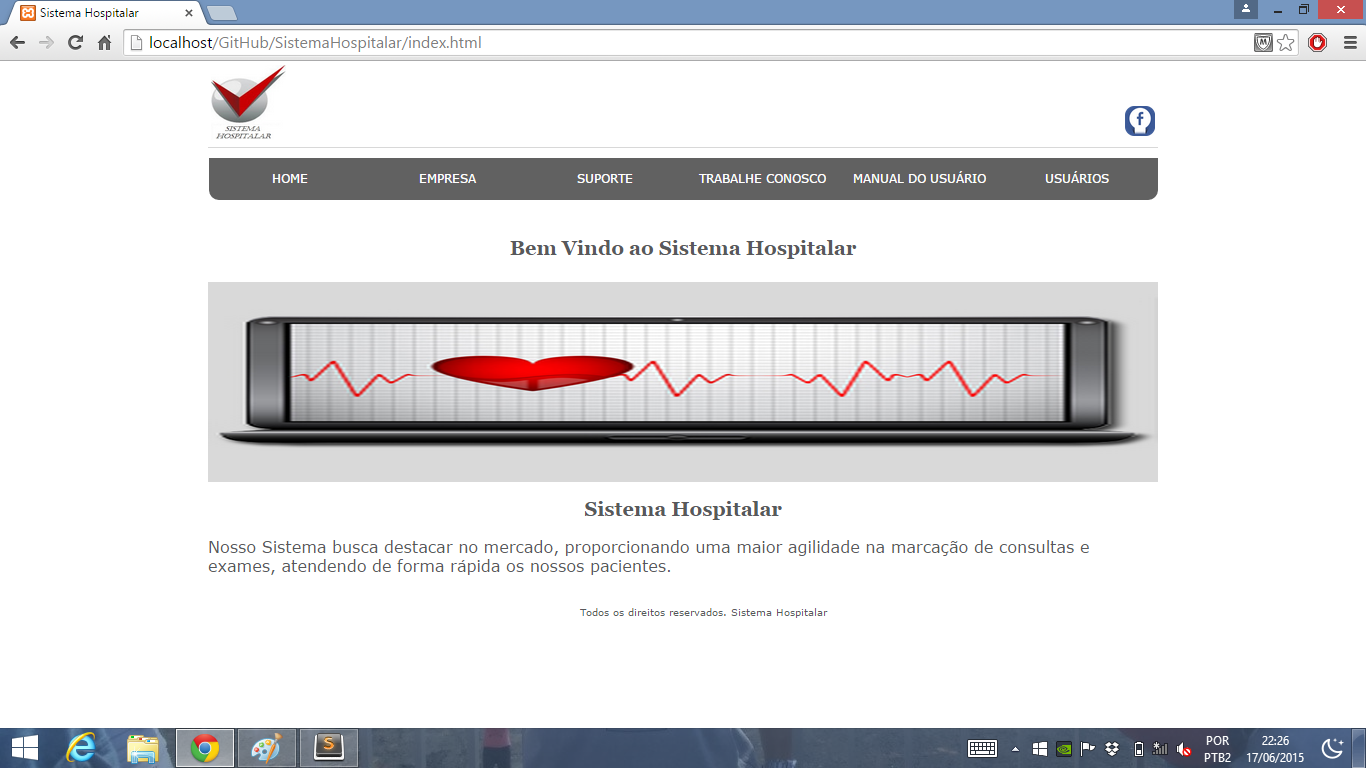 Sistema Hospitalar
localhost/GitHub/SistemaHospitalar/index.html
SISTEMA
HOSPITALAR
f
HOME EMPRESA SUPORTE TRABALHE CONOSCO MANUAL DO USUÁRIO USUÁRIOS
Bem Vindo ao Sistema Hospitalar
Sistema Hospitalar
Nosso Sistema busca destacar no mercado, proporcionando uma maior agilidade na marcação de consultas e
exames, atendendo de forma rápida os nossos pacientes.
Todos os direitos reservados. Sistema Hospitalar
POR 22:26
PTB2 17/06/2015